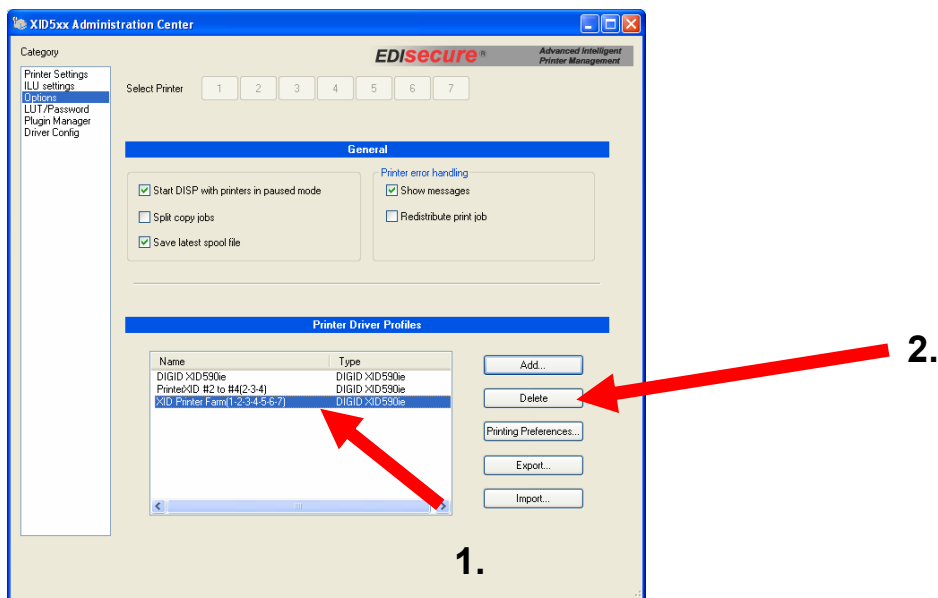 XID5xx Administration Center
Category
EDIsecure®
Advanced Intelligent
Printer Management
Printer Settings
ILU settings
Options
LUT/Password
Plugin Manager
Driver Config
Select Printer 1 2 3 4 5 6 7
General
Printer error handling
Start DISP with printers in paused mode
Show messages
Split copy jobs
Redistribute print job
Save latest spool file
Printer Driver Profiles
2.
Name Type
DIGID XID590ie DIGID XID590ie
PrinterXID #2 to #4(2-3-4) DIGID XID590ie
XID Printer Farm(1-2-3-4-5-6-7) DIGID XID590ie
Add...
Delete
Printing Preferences...
Export...
Import...
1.